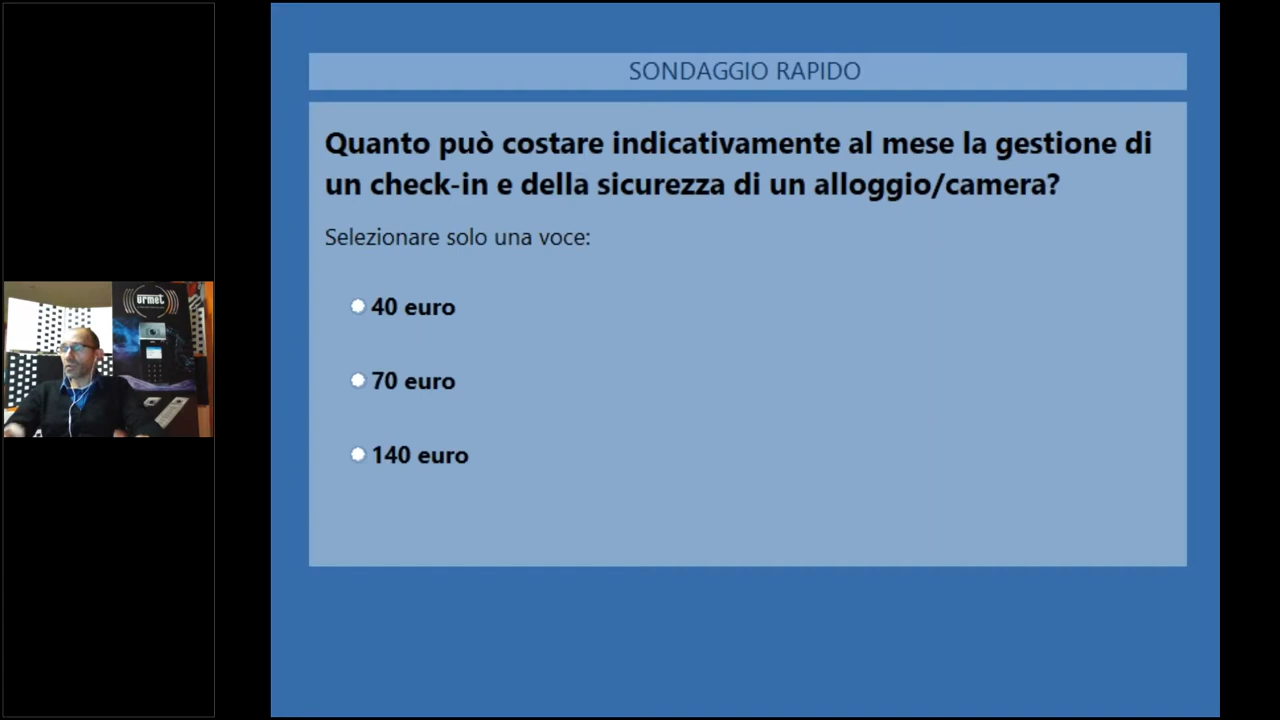 SONDAGGIO RAPIDO
Quanto può costare indicativamente al mese la gestione di
un check-in e della sicurezza di un alloggio/camera?
Selezionare solo una voce:
40 euro
70 euro
140 euro
urmet